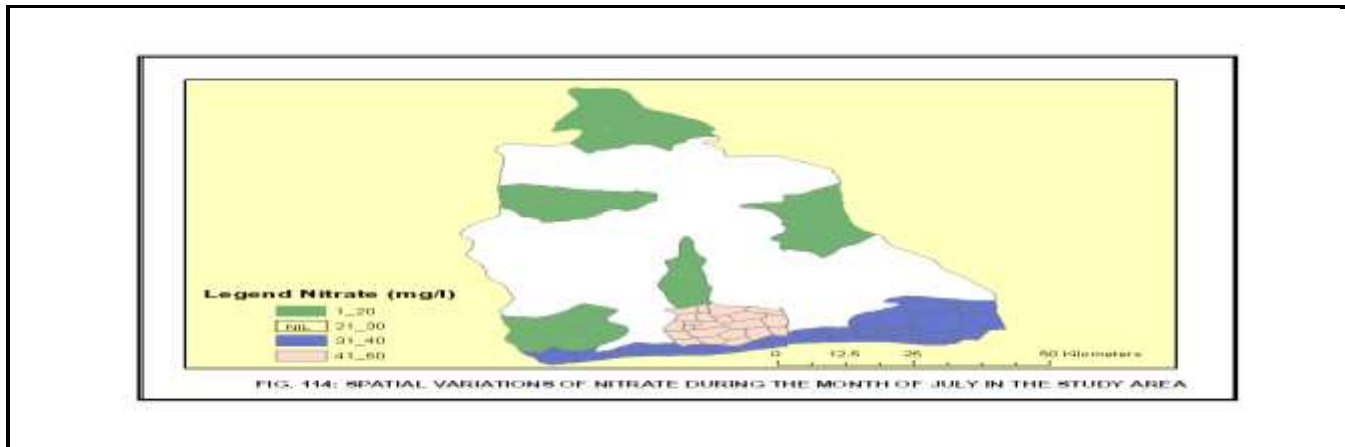 Legend Nitrate (mg/l)
1_20
NIL 21_30
31_40
41_50
0 12.5 25 50 Kilometers
FIG. 114: SPATIAL VARIATIONS OF NITRATE DURING THE MONTH OF JULY IN THE STUDY AREA